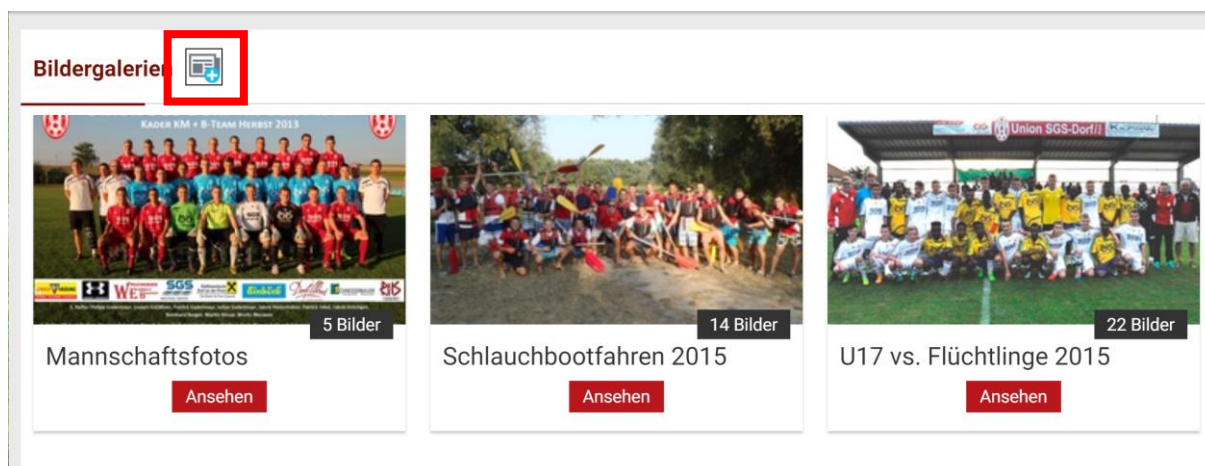 Bildergalerien
KADER KM + B-TEAM HERBST 2013
Union SGS-Dorf
SGS
5 Bilder
14 Bilder
22 Bilder
Mannschaftsfotos
Schlauchbootfahren 2015
U17 vs. Flüchtlinge 2015
Ansehen
Ansehen
Ansehen